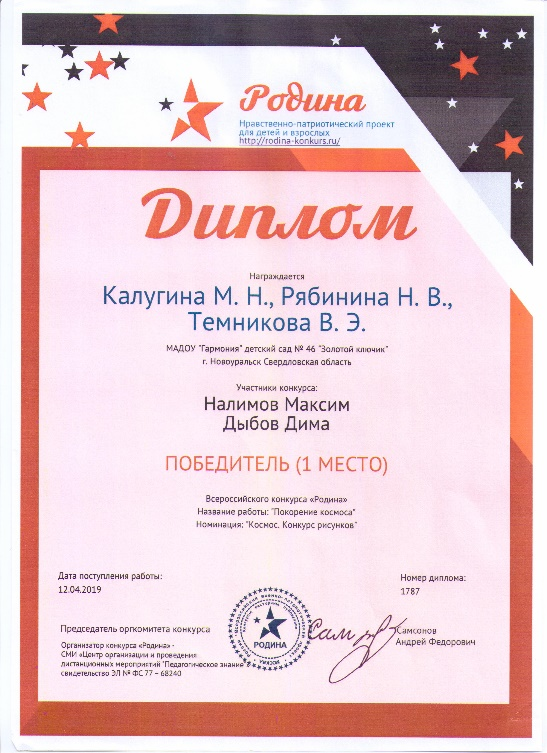 Родина
Нравственно-патриотический проект
для детей и взрослых
http://rodina-konkurs.ru/
Диплом
Награждается
Калугина М. Н., Рябинина Н. В.,
Темникова В. Э.
МАДОУ "Гармония" детский сад № 46 "Золотой ключик"
г. Новоуральск Свердловская область
Участники конкурса:
Налимов Максим
Дыбов Дима
ПОБЕДИТЕЛЬ (1 МЕСТО)
Всероссийского конкурса «Родина»
Название работы: "Покорение космоса"
Номинация: "Космос. Конкурс рисунков"
Дата поступления работы:
12.04.2019
Номер диплома:
1787
Председатель оргкомитета конкурса
Самсонов
Андрей Федорович
Организатор конкурса «Родина» -
СМИ «Центр организации и проведения
дистанционных мероприятий "Педагогическое знание"
свидетельство ЭЛ № ФС 77 – 68240
РОДИНА
МОСКВА